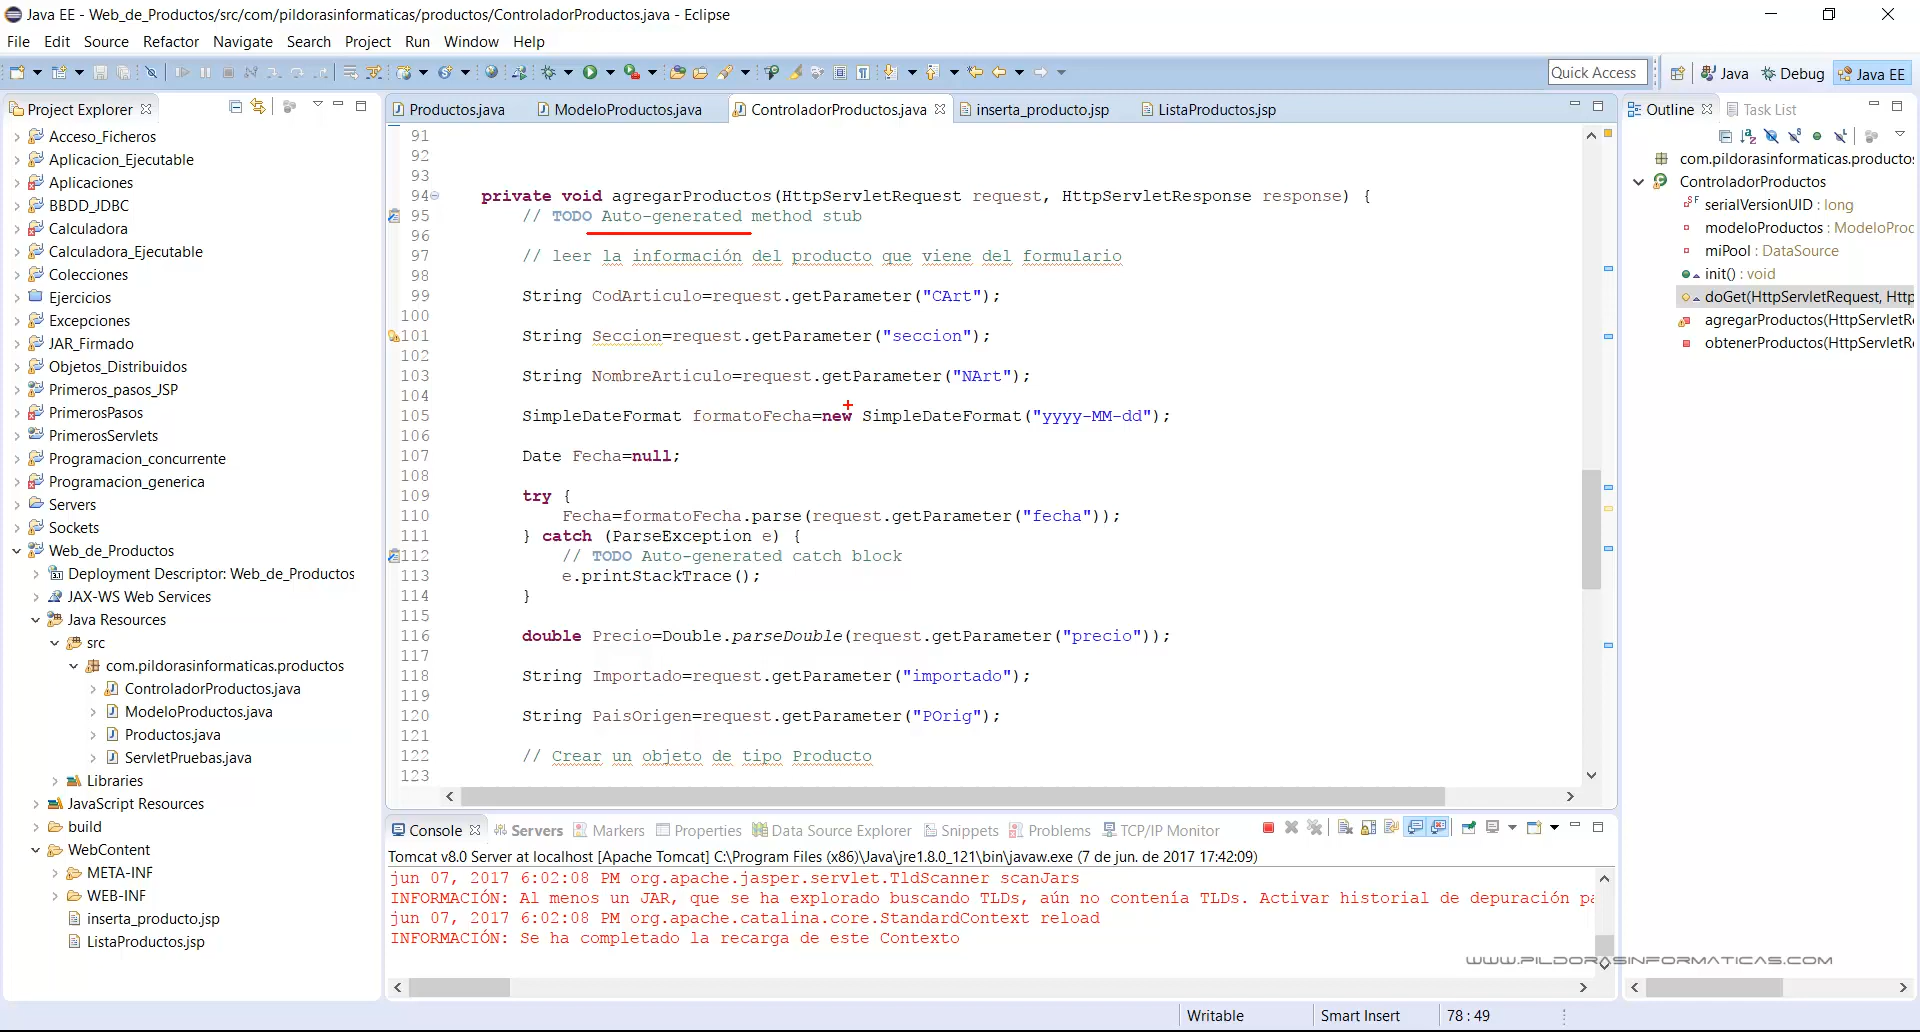 Java EE - Web_de_Productos/src/com/pildorasinformaticas/productos/ControladorProductos.java - Eclipse
File Edit Source Refactor Navigate Search Project Run Window Help
Quick Access
Java
Debug
Java EE
Project Explorer
Acceso_Ficheros
Aplicacion_Ejecutable
Aplicaciones
BBDD_JDBC
Calculadora
Calculadora_Ejecutable
Colecciones
Ejercicios
Excepciones
JAR_Firmado
Objetos_Distribuidos
Primeros_pasos_JSP
PrimerosPasos
PrimerosServlets
Programacion_concurrente
Programacion_generica
Servers
Sockets
Web_de_Productos
Deployment Descriptor: Web_de_Productos
JAX-WS Web Services
Java Resources
src
com.pildorasinformaticas.productos
ControladorProductos.java
ModeloProductos.java
Productos.java
ServletPruebas.java
Libraries
JavaScript Resources
build
WebContent
META-INF
WEB-INF
inserta_producto.jsp
ListaProductos.jsp
Productos.java ModeloProductos.java ControladorProductos.java inserta_producto.jsp ListaProductos.jsp
91
92
93
94 private void agregarProductos(HttpServletRequest request, HttpServletResponse response) {
95 // TODO Auto-generated method stub
96
97 // leer la información del producto que viene del formulario
98
99 String CodArticulo=request.getParameter("CArt");
100
101 String Seccion=request.getParameter("seccion");
102
103 String NombreArticulo=request.getParameter("NArt");
104
105 SimpleDateFormat formatoFecha=new SimpleDateFormat("yyyy-MM-dd");
106
107 Date Fecha=null;
108
109 try {
110 Fecha=formatoFecha.parse(request.getParameter("fecha"));
111 } catch (ParseException e) {
112 // TODO Auto-generated catch block
113 e.printStackTrace();
114 }
115
116 double Precio=Double.parseDouble(request.getParameter("precio"));
117
118 String Importado=request.getParameter("importado");
119
120 String PaisOrigen=request.getParameter("POrig");
121
122 // Crear un objeto de tipo Producto
123
Console Servers Markers Properties Data Source Explorer Snippets Problems TCP/IP Monitor
Tomcat v8.0 Server at localhost [Apache Tomcat] C:\Program Files (x86)\Java\jre1.8.0_121\bin\javaw.exe (7 de jun. de 2017 17:42:09)
jun 07, 2017 6:02:08 PM org.apache.jasper.servlet.TldScanner scanJars
INFORMACIÓN: Al menos un JAR, que se ha explorado buscando TLDs, aún no contenía TLDs. Activar historial de depuración pa
jun 07, 2017 6:02:08 PM org.apache.catalina.core.StandardContext reload
INFORMACIÓN: Se ha completado la recarga de este Contexto
Outline Task List
com.pildorasinformaticas.productos
ControladorProductos
serialVersionUID : long
modeloProductos : ModeloProd
miPool : DataSource
init() : void
doGet(HttpServletRequest, Http
agregarProductos(HttpServletR
obtenerProductos(HttpServletR
WWW.PILDORASINFORMATICAS.COM
Writable Smart Insert 78 : 49